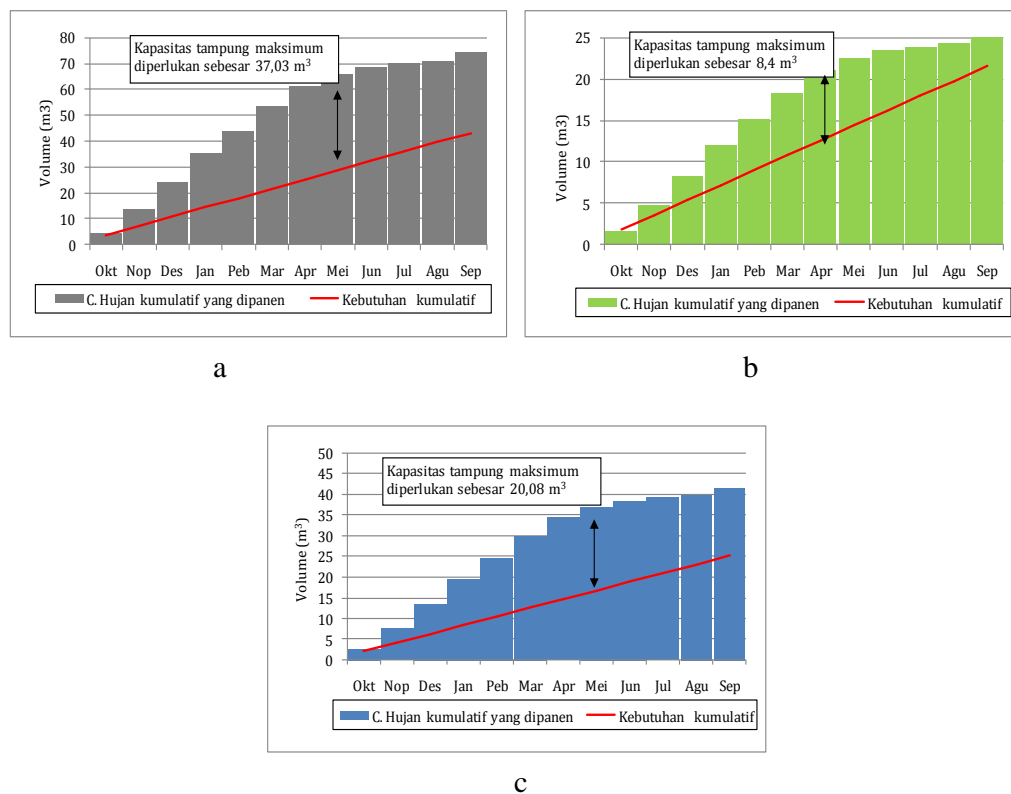 Kapasitas tampung maksimum
diperlukan sebesar 37,03 m³
Volume (m3)
80
70
60
50
40
30
20
10
0
Okt Nop Des Jan Peb Mar Apr Mei Jun Jul Agu Sep
C. Hujan kumulatif yang dipanen Kebutuhan kumulatif
a
Kapasitas tampung maksimum
diperlukan sebesar 8,4 m³
Volume (m3)
25
20
15
10
5
0
Okt Nop Des Jan Peb Mar Apr Mei Jun Jul Agu Sep
C. Hujan kumulatif yang dipanen Kebutuhan kumulatif
b
Kapasitas tampung maksimum
diperlukan sebesar 20,08 m³
Volume (m³)
50
45
40
35
30
25
20
15
10
5
0
Okt Nop Des Jan Peb Mar Apr Mei Jun Jul Agu Sep
C. Hujan kumulatif yang dipanen Kebutuhan kumulatif
c